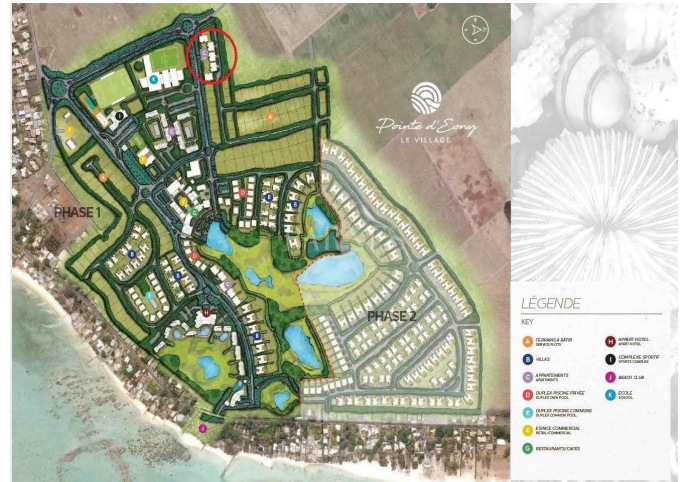 Pointe d'Esny
LE VILLAGE
PHASE 1
PHASE 2
LÉGENDE
KEY
A TERRAINS À BÂTIR
SERVICE PLOTS
B VILLAS
C APPARTEMENTS
APARTMENTS
D DUPLEX PISCINE PRIVÉE
DUPLEX OWN POOL
E DUPLEX PISCINE COMMUNE
DUPLEX COMMON POOL
F ESPACE COMMERCIAL
RETAIL/COMMERCIAL
G RESTAURANTS/CAFÉS
H APPART HOTEL
APART HOTEL
I COMPLEXE SPORTIF
SPORTS COMPLEX
J BEACH CLUB
K ÉCOLE
SCHOOL